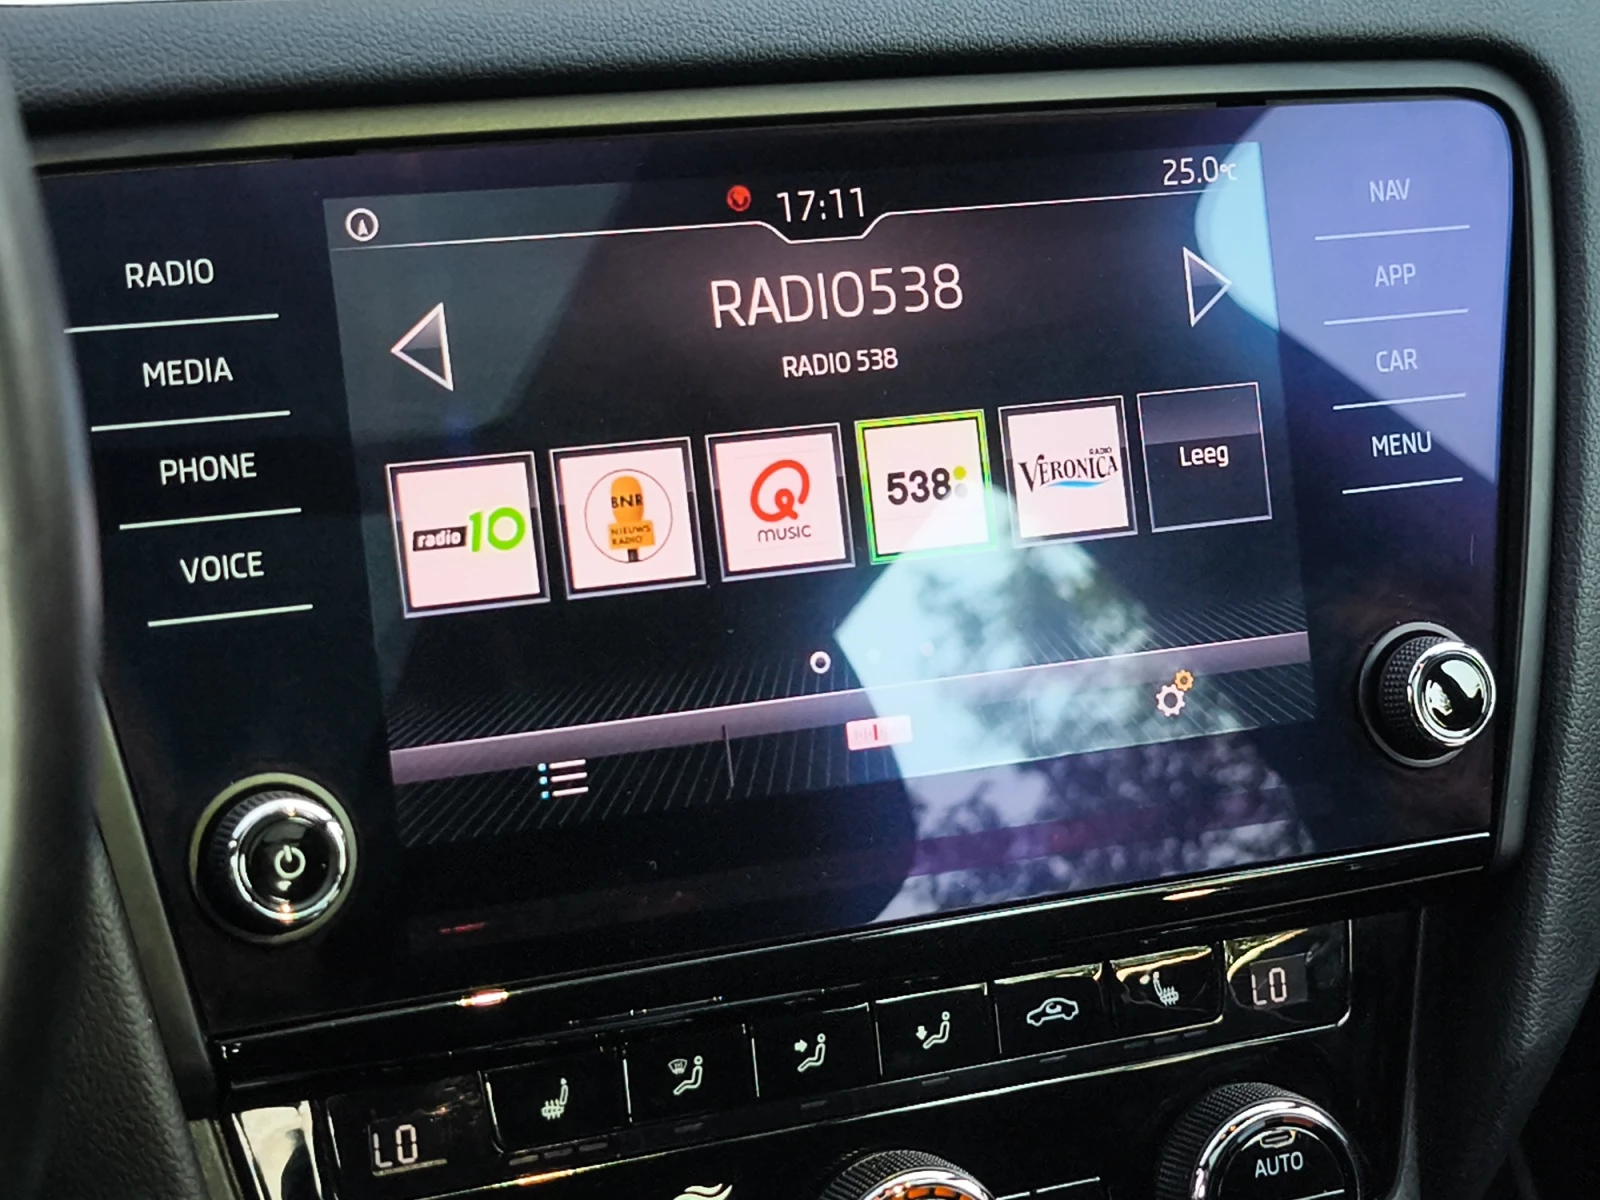 25.0°C
17:11
RADIO538
RADIO 538
RADIO
MEDIA
PHONE
VOICE
NAV
APP
CAR
MENU
radio 10
BNR
NIEUWS
RADIO
Q
MUSIC
538
RADIO
VERONICA
Leeg
LO
LO
AUTO